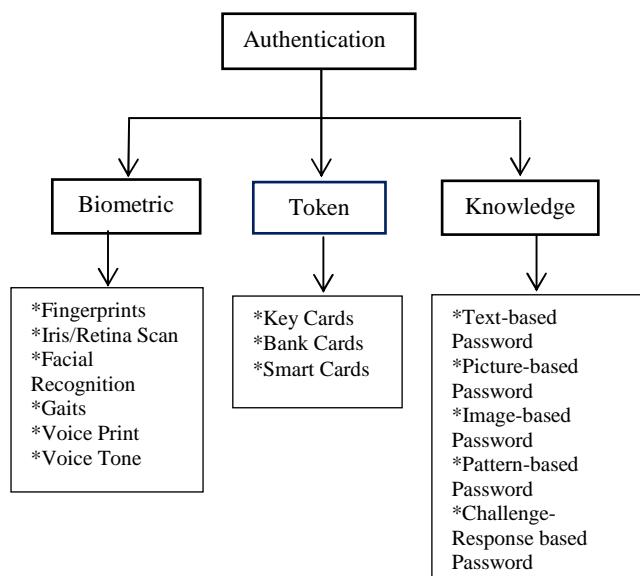 Authentication
Biometric
Token
Knowledge
*Fingerprints
*Iris/Retina Scan
*Facial
Recognition
*Gaits
*Voice Print
*Voice Tone
*Key Cards
*Bank Cards
*Smart Cards
*Text-based
Password
*Picture-based
Password
*Image-based
Password
*Pattern-based
Password
*Challenge-
Response based
Password